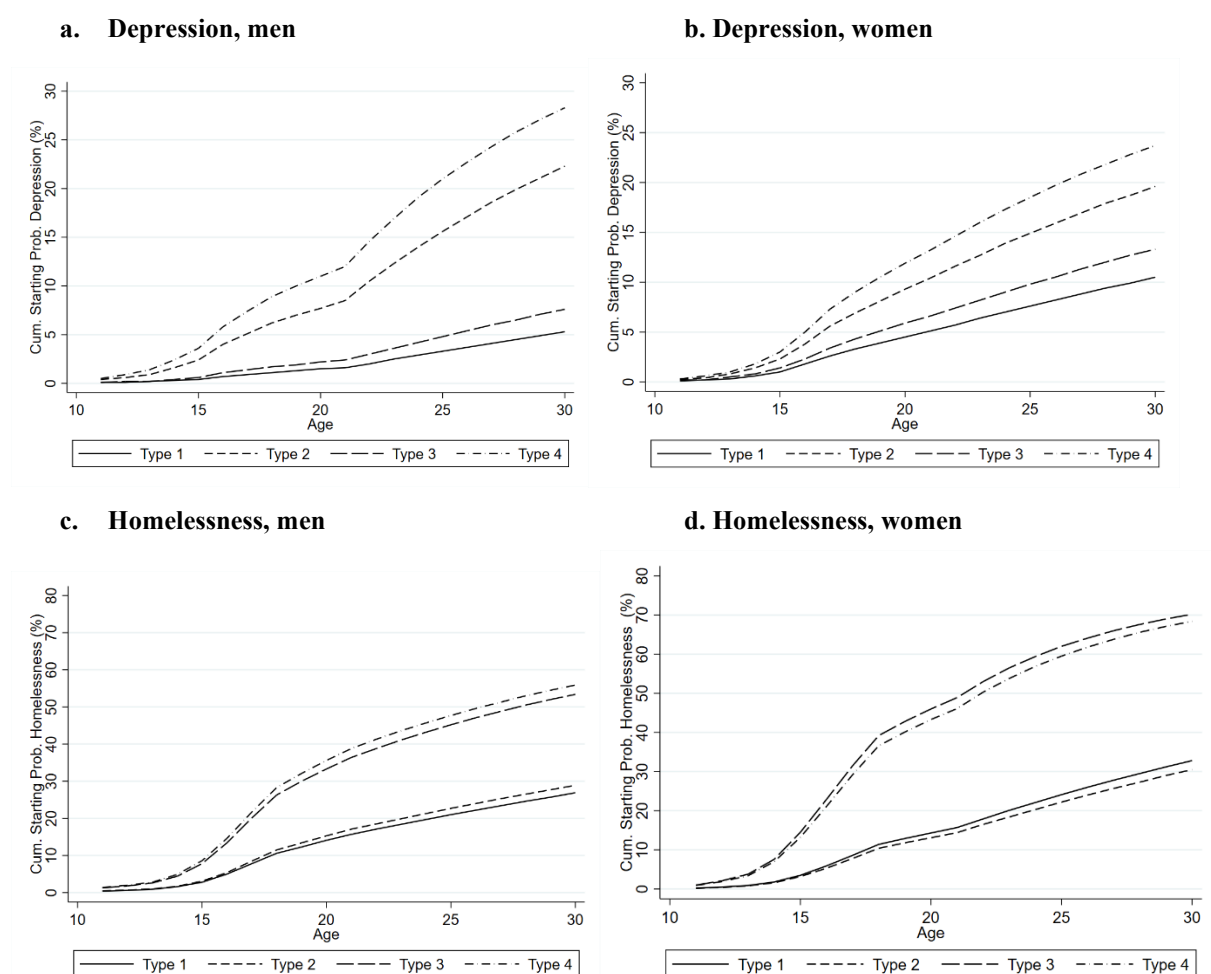 a. Depression, men
b. Depression, women
Cum. Starting Prob. Depression (%)
30
25
20
15
10
5
0
10 15 20 25 30
Age
Type 1 Type 2 Type 3 Type 4
Cum. Starting Prob. Depression (%)
30
25
20
15
10
5
0
10 15 20 25 30
Age
Type 1 Type 2 Type 3 Type 4
c. Homelessness, men
d. Homelessness, women
Cum. Starting Prob. Homelessness (%)
80
70
60
50
40
30
20
10
0
10 15 20 25 30
Age
Type 1 Type 2 Type 3 Type 4
Cum. Starting Prob. Homelessness (%)
80
70
60
50
40
30
20
10
0
10 15 20 25 30
Age
Type 1 Type 2 Type 3 Type 4